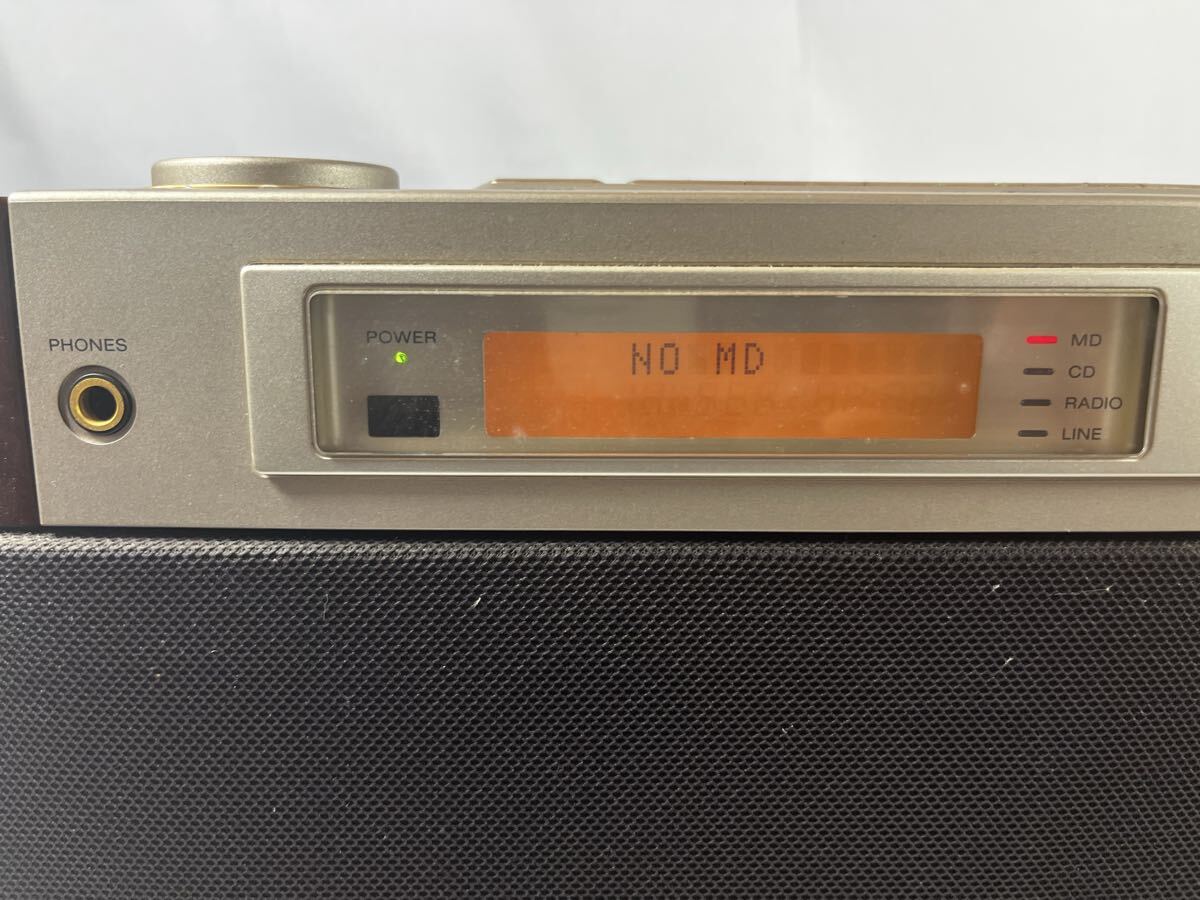 PHONES
POWER
NO MD
MD
CD
RADIO
LINE